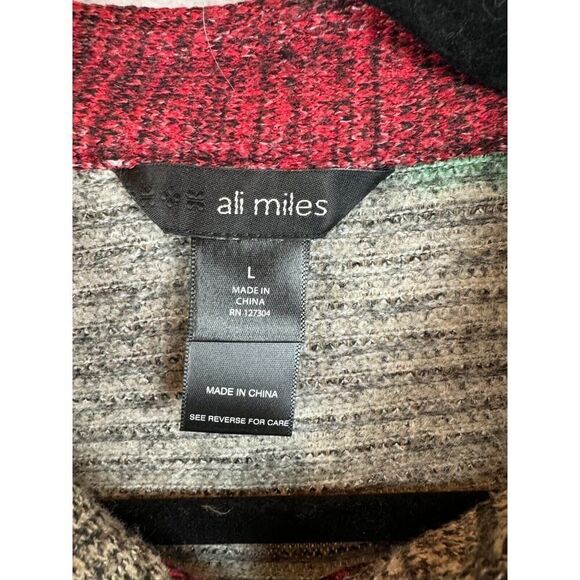 ali miles
L
MADE IN
CHINA
RN 127304
MADE IN CHINA
SEE REVERSE FOR CARE